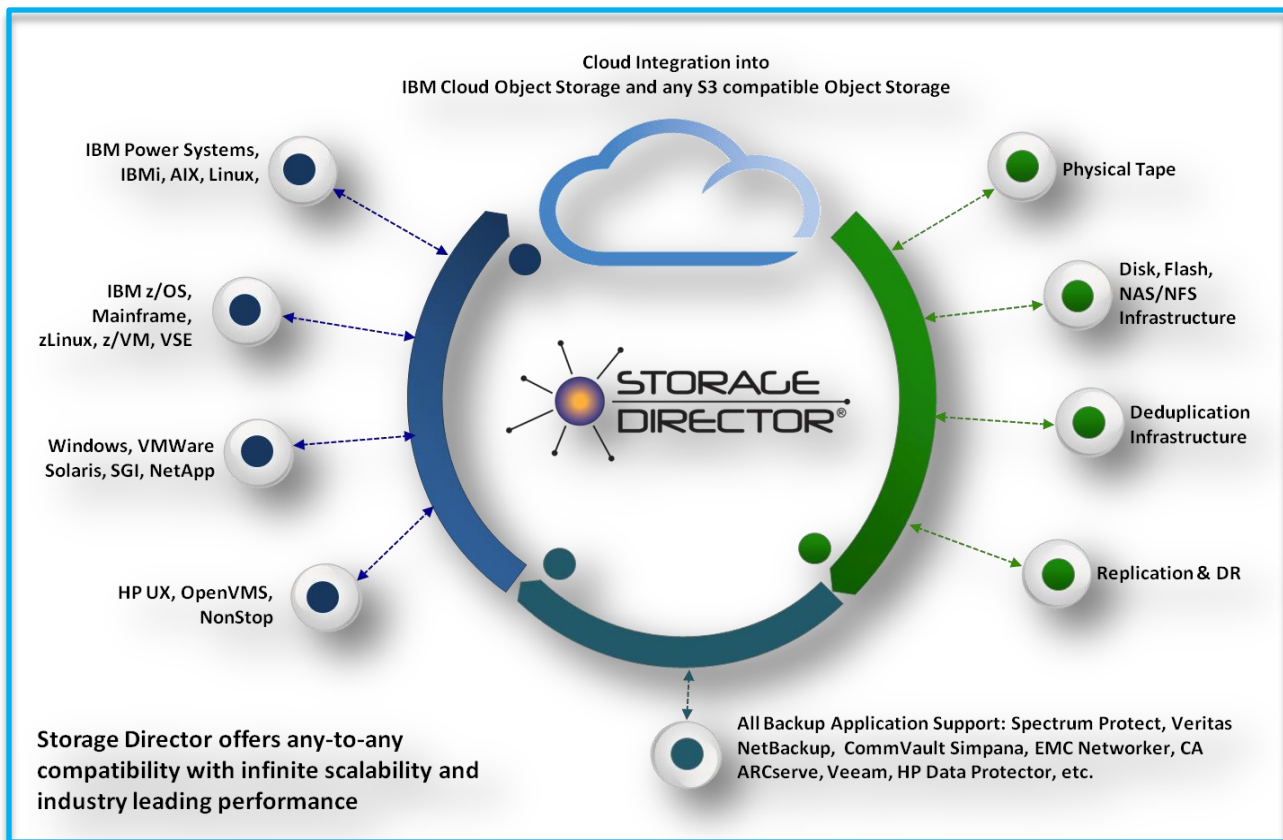 Cloud Integration into
IBM Cloud Object Storage and any S3 compatible Object Storage
IBM Power Systems,
IBMi, AIX, Linux,
IBM z/OS,
Mainframe,
zLinux, z/VM, VSE
Windows, VMWare
Solaris, SGI, NetApp
HP UX, OpenVMS,
NonStop
STORAGE
DIRECTOR®
Physical Tape
Disk, Flash,
NAS/NFS
Infrastructure
Deduplication
Infrastructure
Replication & DR
All Backup Application Support: Spectrum Protect, Veritas
NetBackup, CommVault Simpana, EMC Networker, CA
ARCserve, Veeam, HP Data Protector, etc.
Storage Director offers any-to-any
compatibility with infinite scalability and
industry leading performance